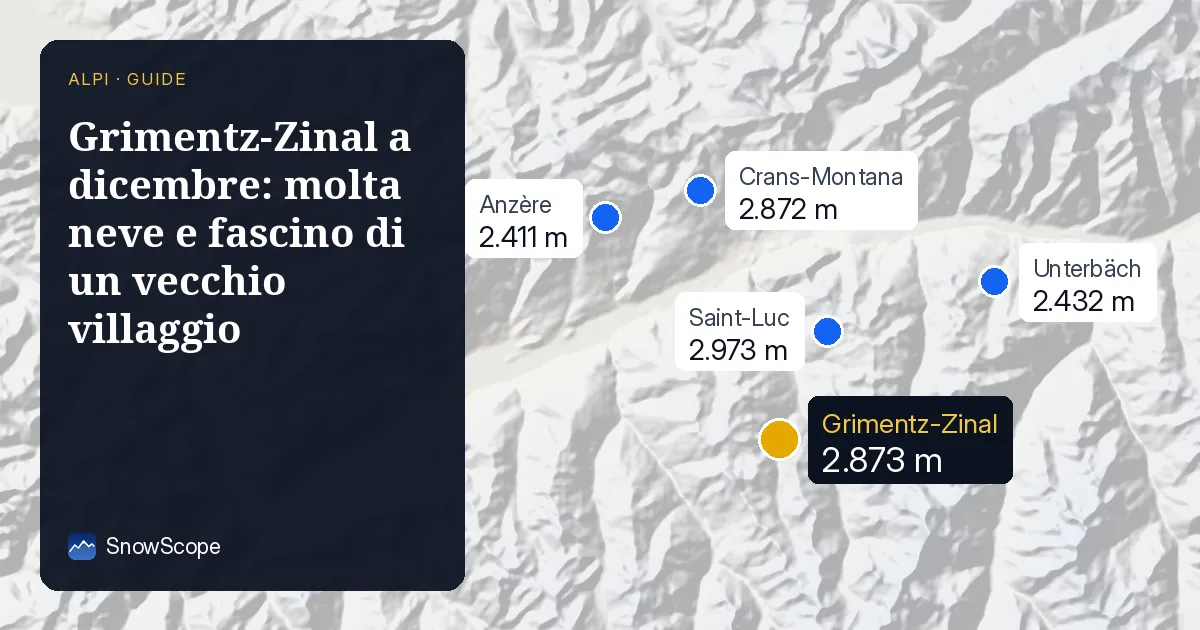 ALPI · GUIDE
Grimentz-Zinal a
dicembre: molta
neve e fascino di
un vecchio
villaggio
SnowScope
Anzère
2.411 m
Crans-Montana
2.872 m
Unterbäch
2.432 m
Saint-Luc
2.973 m
Grimentz-Zinal
2.873 m